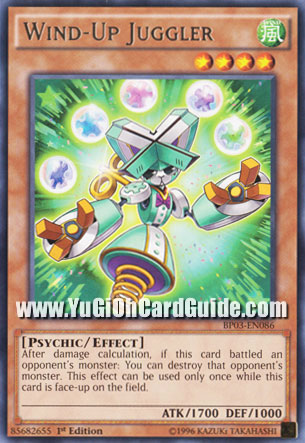 WIND-UP JUGGLER
風
www.YuGiOhCardGuide.com
BP03-EN086
[PSYCHIC/EFFECT]
After damage calculation, if this card battled an
opponent's monster: You can destroy that opponent's
monster. This effect can be used only once while this
card is face-up on the field.
ATK/1700 DEF/1000
85682655 1st Edition ©1996 KAZUKI TAKAHASHI